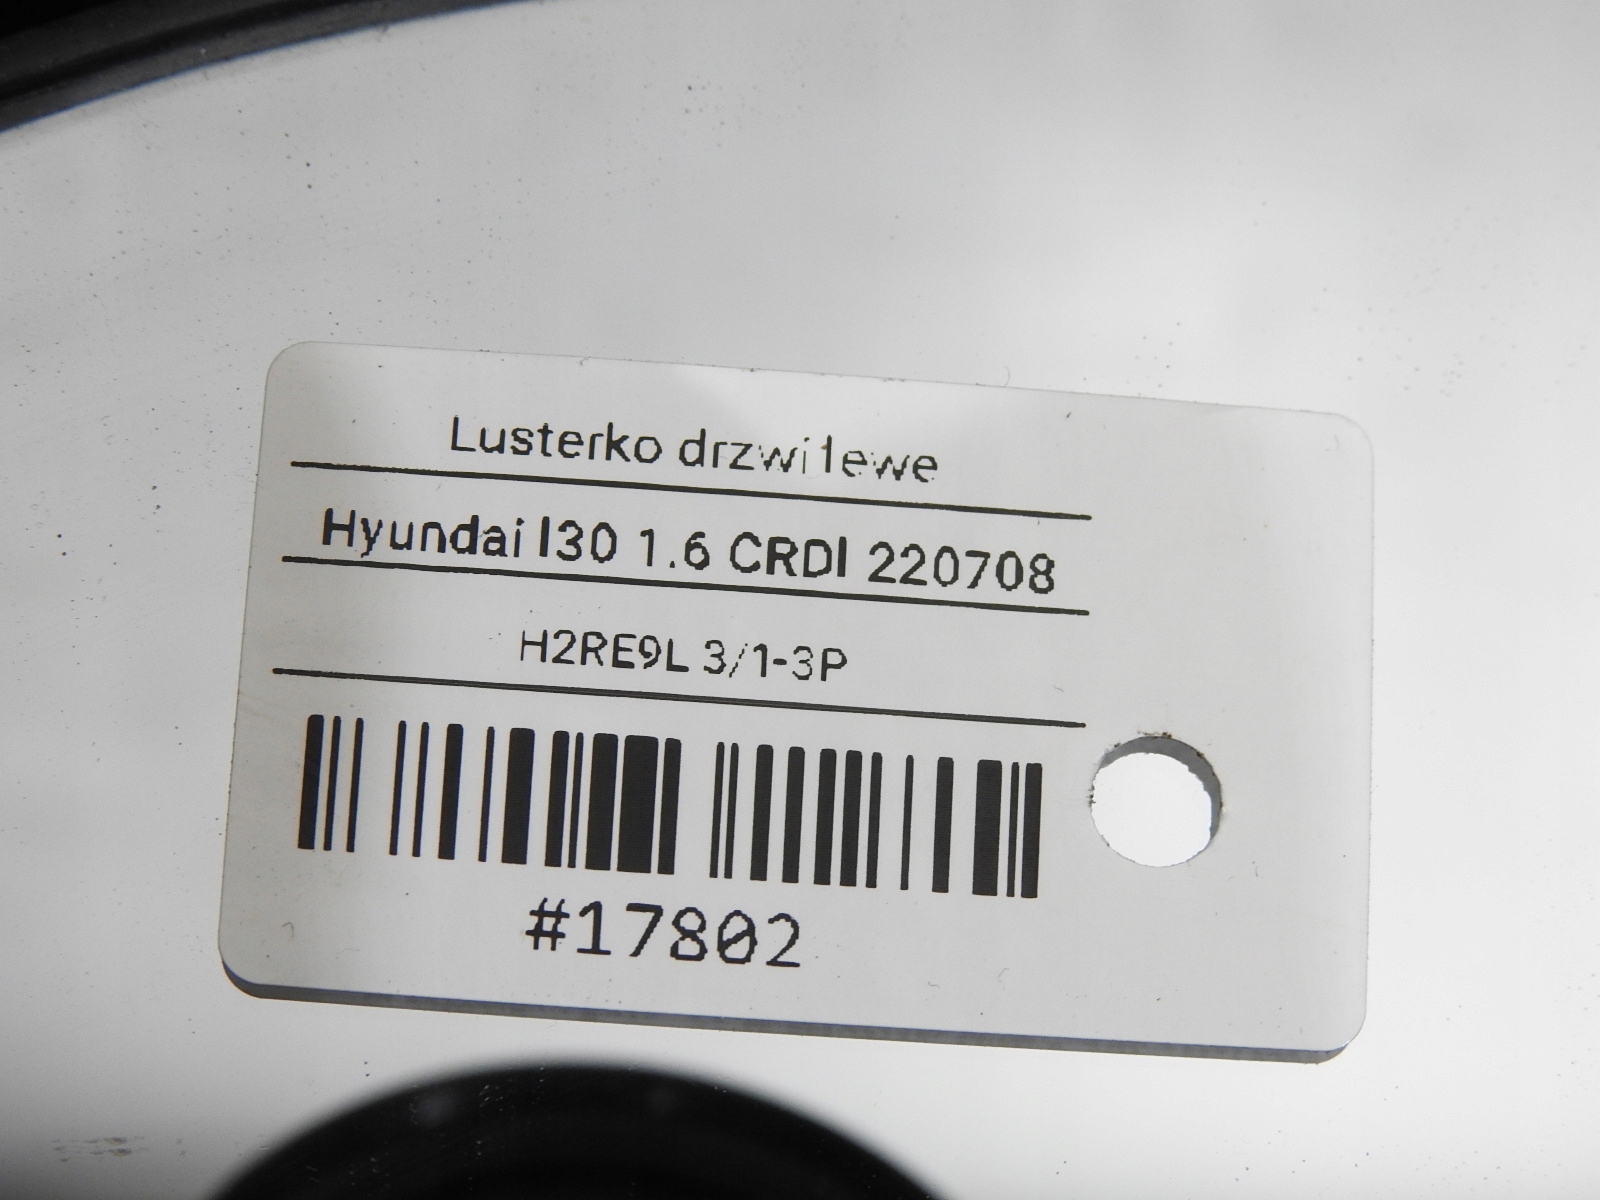 Lusterko drzwi lewe
Hyundai I30 1.6 CRDI 220708
H2RE9L 3/1-3P
#17802